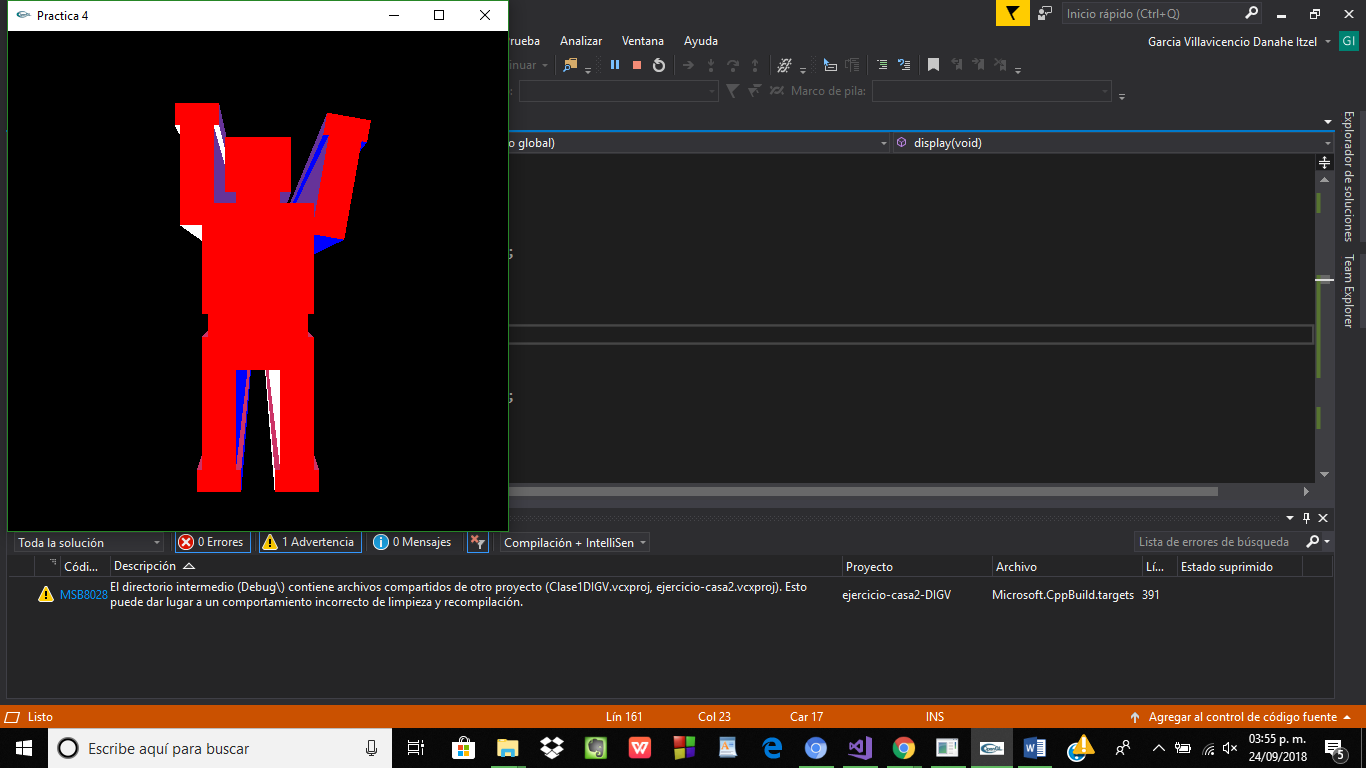 Practica 4
Inicio rápido (Ctrl+Q)
rueba Analizar Ventana Ayuda
Garcia Villavicencio Danahe Itzel GI
nuar
Marco de pila:
o global) display(void)
;
;
Explorador de soluciones
Team Explorer
Toda la solución 0 Errores 1 Advertencia 0 Mensajes Compilación + IntelliSen Lista de errores de búsqueda
Códi... Descripción Proyecto Archivo Lí... Estado suprimido
MSB8028 El directorio intermedio (Debug\) contiene archivos compartidos de otro proyecto (Clase1DIGV.vcxproj, ejercicio-casa2.vcxproj). Esto
puede dar lugar a un comportamiento incorrecto de limpieza y recompilación. ejercicio-casa2-DIGV Microsoft.CppBuild.targets 391
Listo Lín 161 Col 23 Car 17 INS Agregar al control de código fuente
Escribe aquí para buscar
03:55 p. m.
24/09/2018
5